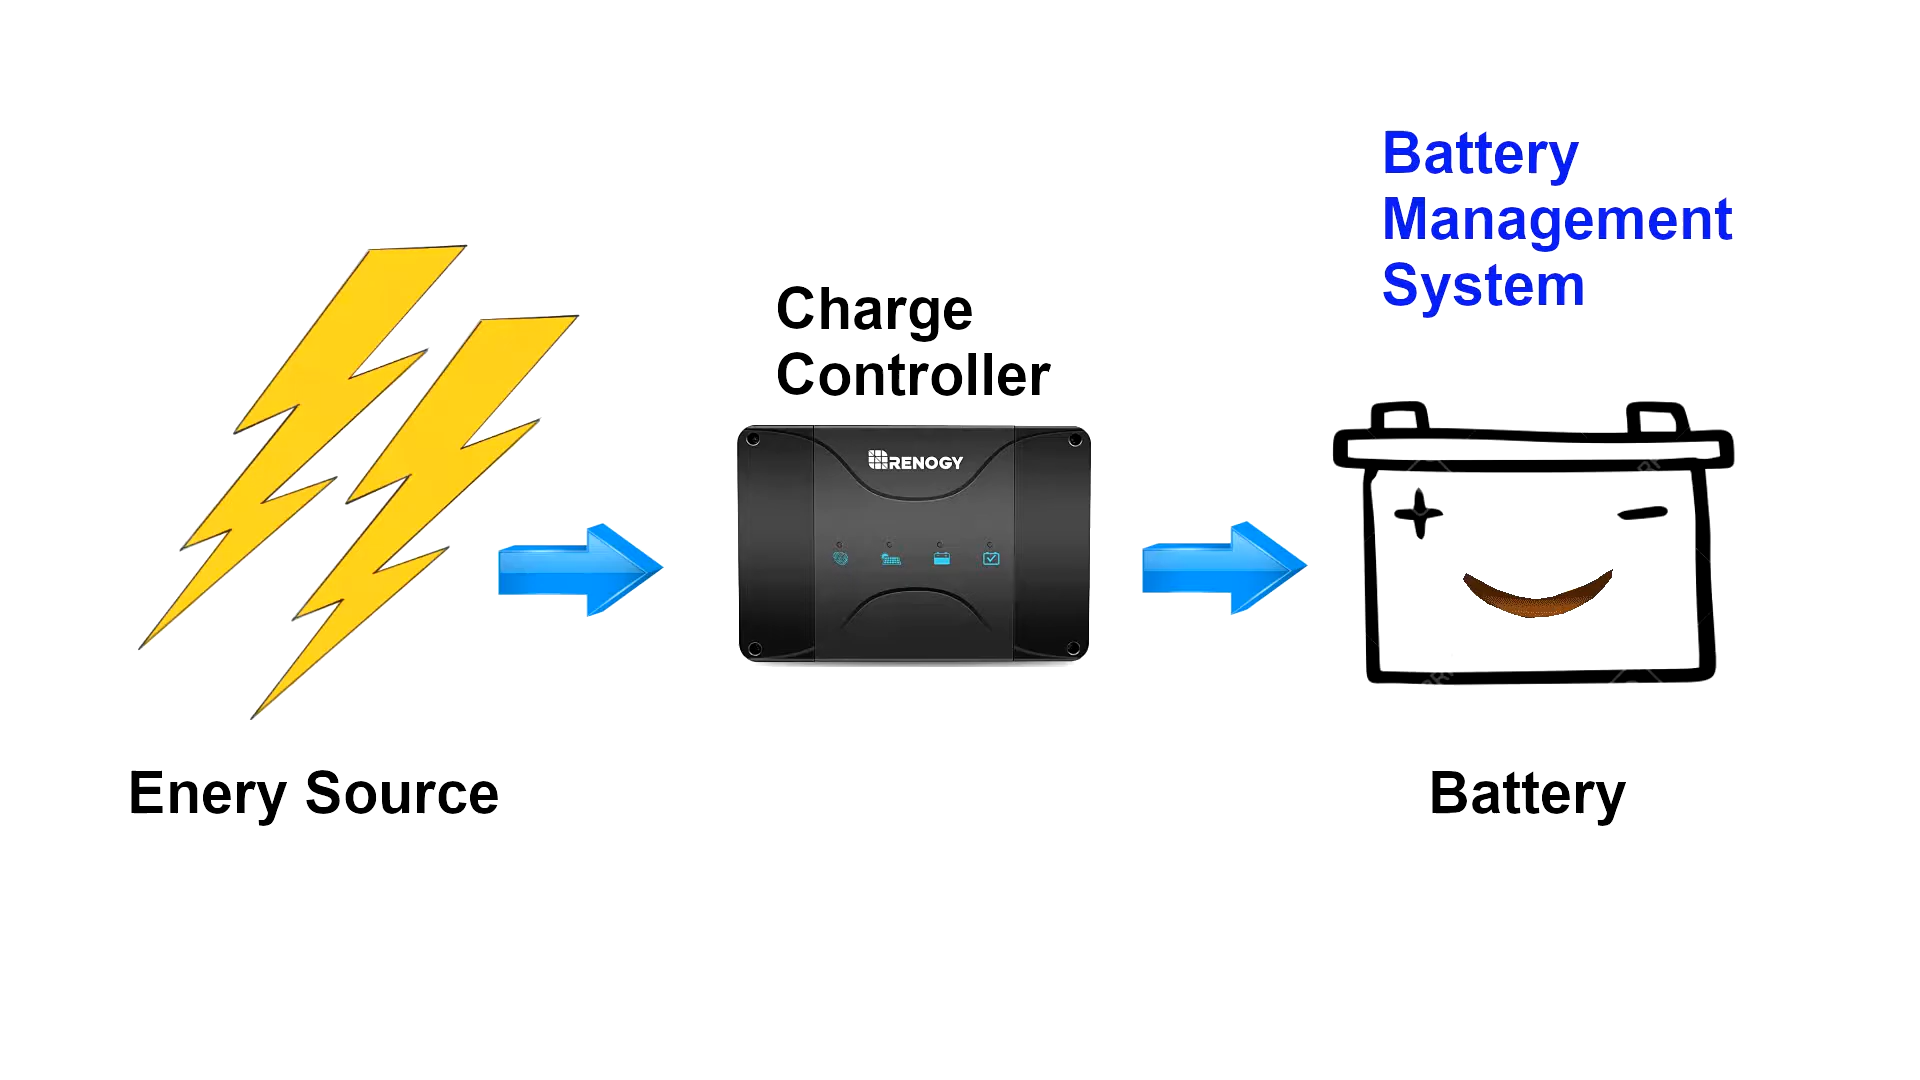 Battery
Management
System
Charge
Controller
RENOGY
Enery Source
Battery